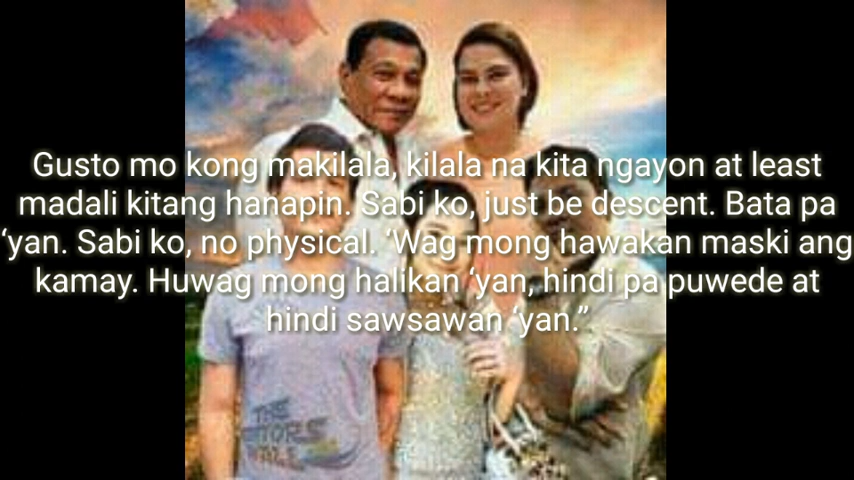 Gusto mo kong makilala, kilala na kita ngayon at least
madali kitang hanapin. Sabi ko, just be descent. Bata pa
‘yan. Sabi ko, no physical. ‘Wag mong hawakan maski ang
kamay. Huwag mong halikan ‘yan, hindi pa puwede at
hindi sawsawan ‘yan.”
THE